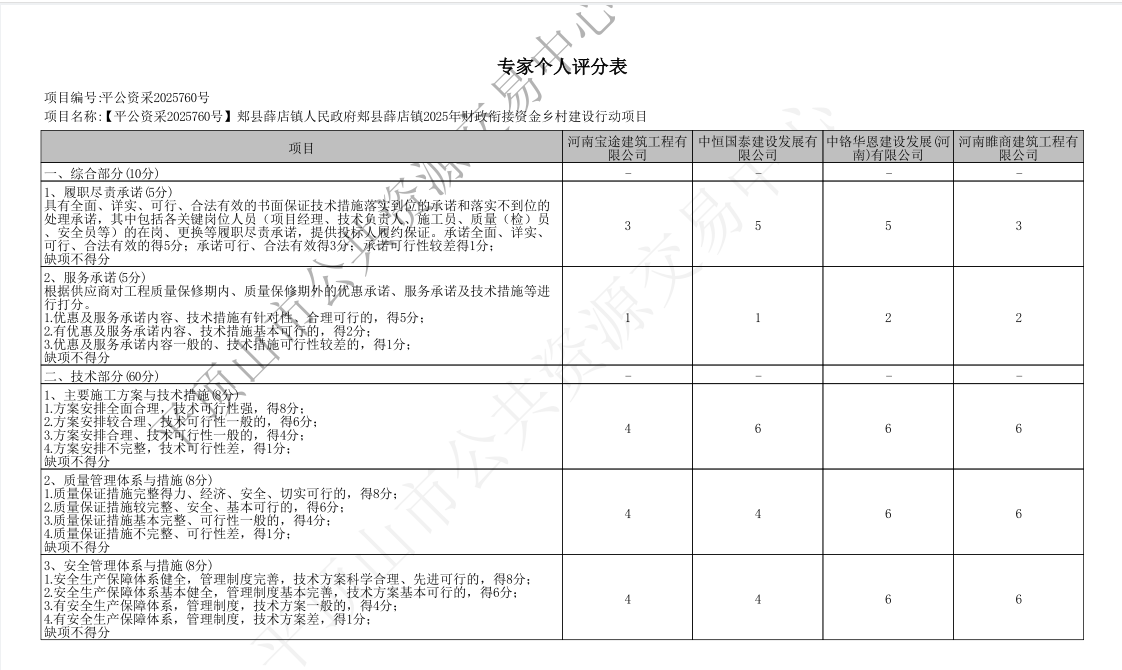 专家个人评分表
项目编号:平公资采2025760号
项目名称:【平公资采2025760号】郏县薛店镇人民政府郏县薛店镇2025年财政衔接资金乡村建设行动项目
项目
河南宝途建筑工程有
限公司
中恒国泰建设发展有
限公司
中铬华恩建设发展(河
南)有限公司
河南睢商建筑工程有
限公司
一、综合部分(10分)
– – – –
1、履职尽责承诺(5分)
具有全面、详实、可行、合法有效的书面保证技术措施落实到位的承诺和落实不到位的
处理承诺，其中包括各关键岗位人员（项目经理、技术负责人、施工员、质量（检）员
、安全员等）的在岗、更换等履职尽责承诺，提供投标人履约保证。承诺全面、详实、
可行、合法有效的得5分；承诺可行、合法有效得3分；承诺可行性较差得1分；
缺项不得分
3 5 5 3
2、服务承诺(5分)
根据供应商对工程质量保修期内、质量保修期外的优惠承诺、服务承诺及技术措施等进
行打分。
1.优惠及服务承诺内容、技术措施有针对性、合理可行的，得5分；
2.有优惠及服务承诺内容、技术措施基本可行的，得2分；
3.优惠及服务承诺内容一般的、技术措施可行性较差的，得1分；
缺项不得分
1 1 2 2
二、技术部分(60分)
– – – –
1、主要施工方案与技术措施(8分)
1.方案安排全面合理，技术可行性强，得8分；
2.方案安排较合理、技术可行性一般的，得6分；
3.方案安排合理、技术可行性一般的，得4分；
4.方案安排不完整，技术可行性差，得1分；
缺项不得分
4 6 6 6
2、质量管理体系与措施(8分)
1.质量保证措施完整得力、经济、安全、切实可行的，得8分；
2.质量保证措施较完整、安全、基本可行的，得6分；
3.质量保证措施基本完整、可行性一般的，得4分；
4.质量保证措施不完整、可行性差，得1分；
缺项不得分
4 4 6 6
3、安全管理体系与措施(8分)
1.安全生产保障体系健全，管理制度完善，技术方案科学合理、先进可行的，得8分；
2.安全生产保障体系基本健全，管理制度基本完善，技术方案基本可行的，得6分；
3.有安全生产保障体系，管理制度，技术方案一般的，得4分；
4.有安全生产保障体系，管理制度，技术方案差，得1分；
缺项不得分
4 4 6 6
平顶山市公共资源交易中心
平顶山市公共资源交易中心